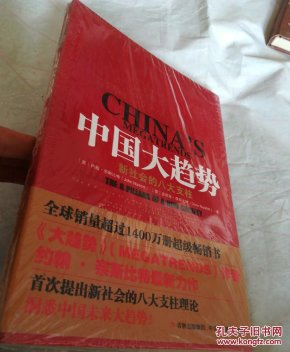 CHINA'S
MEGATRENDS
中国大趋势
新社会的八大支柱
THE 8 PILLARS OF A NEW SOCIETY
全球销量超过1400万册超级畅销书
《大趋势》(MEGATRENDS)
约翰·奈斯比特最新力作
首次提出新社会的八大支柱理论
洞悉中国未来大趋势!
孔夫子旧书网